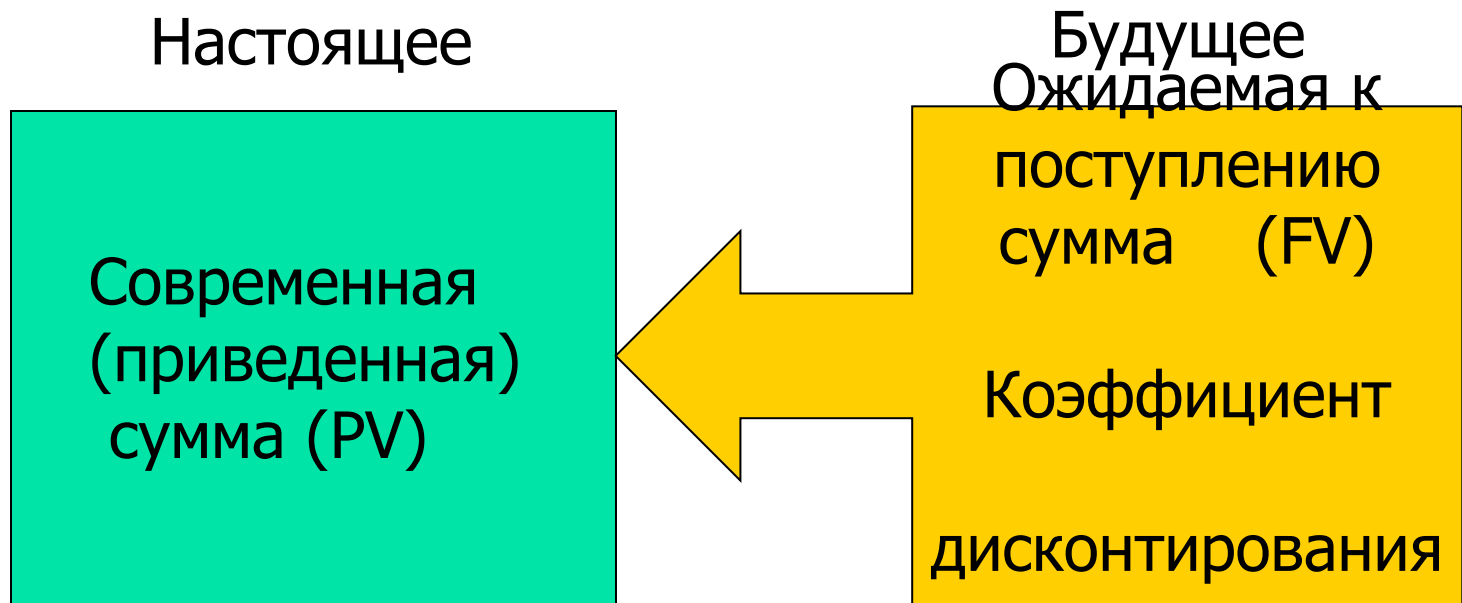 Настоящее
Современная
(приведенная)
сумма (PV)
Будущее
Ожидаемая к
поступлению
сумма (FV)
Коэффициент
дисконтирования